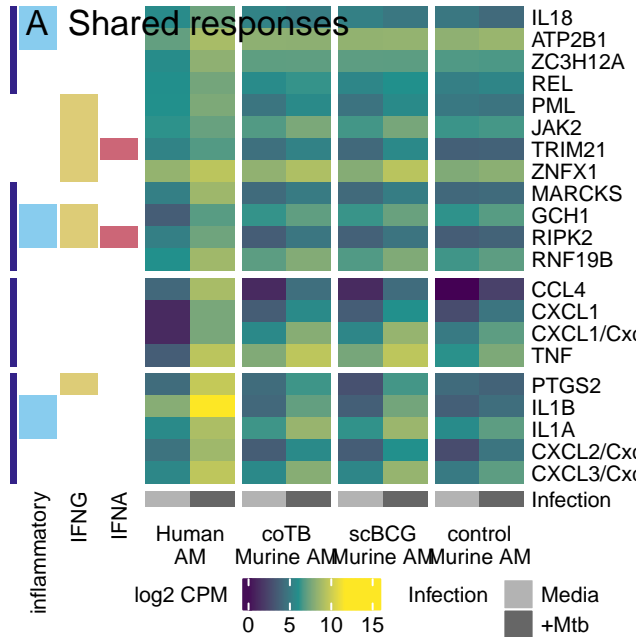 A Shared responses
IL18
ATP2B1
ZC3H12A
REL
PML
JAK2
TRIM21
ZNFX1
MARCKS
GCH1
RIPK2
RNF19B
CCL4
CXCL1
CXCL1/Cxc
TNF
PTGS2
IL1B
IL1A
CXCL2/Cxc
CXCL3/Cxc
Infection
inflammatory
IFNG
IFNA
Human AM
coTB Murine AM
scBCG Murine AM
control Murine AM
log2 CPM
0 5 10 15
Infection
Media
+Mtb